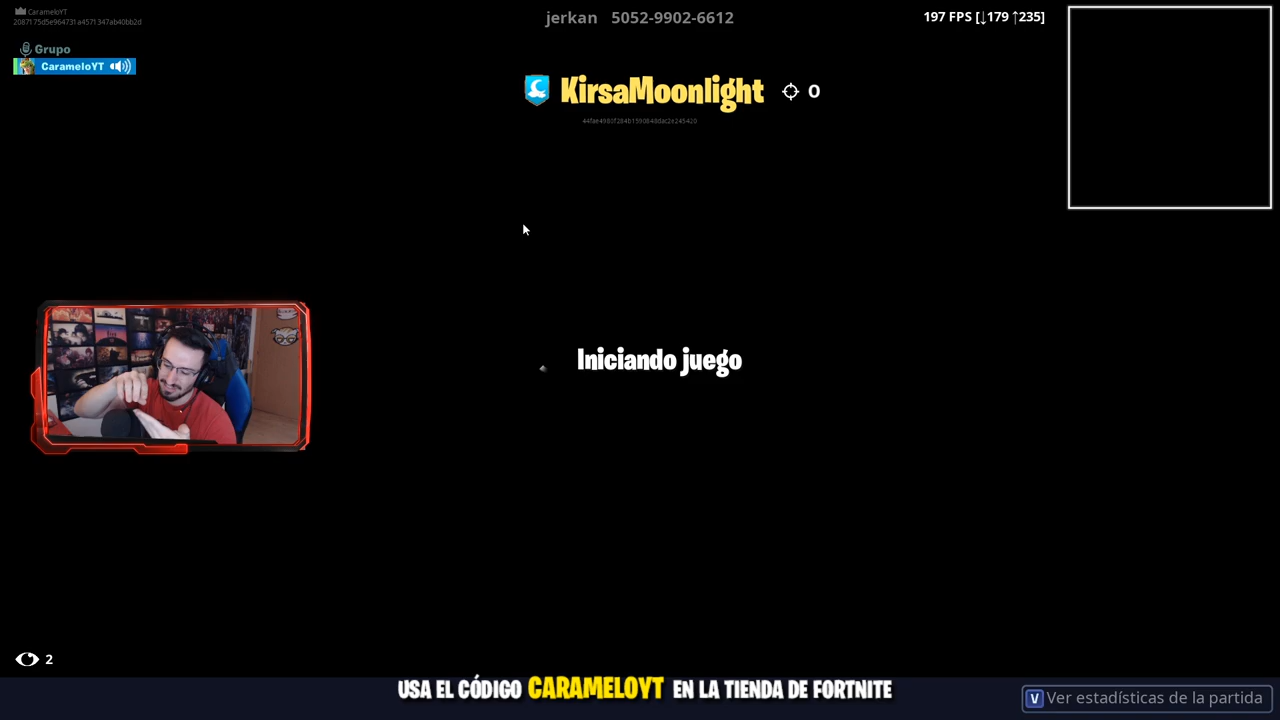 CarameloYT
jerkan 5052-9902-6612
197 FPS [↓179 ↑235]
Grupo
CarameloYT
KirsaMoonlight 0
Iniciando juego
2
USA EL CÓDIGO CARAMELOYT EN LA TIENDA DE FORTNITE
V Ver estadísticas de la partida